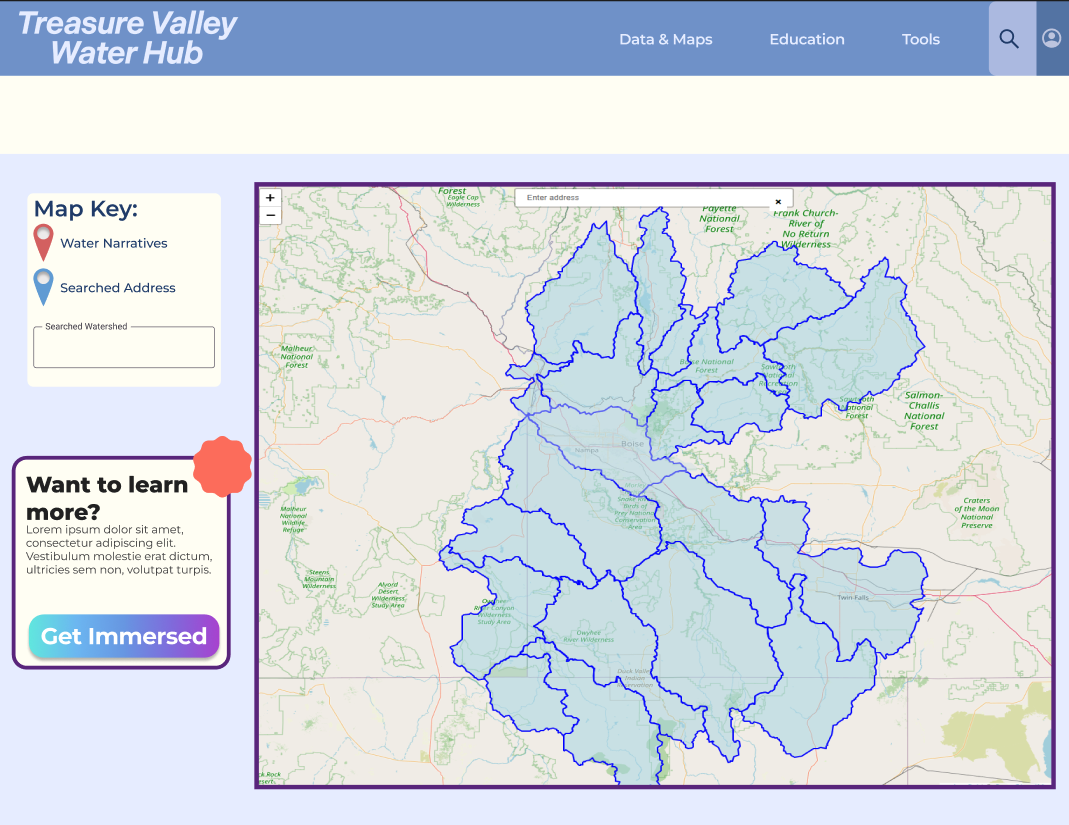 Treasure Valley
Water Hub
Data & Maps
Education
Tools
Map Key:
Water Narratives
Searched Address
Searched Watershed
Want to learn
more?
Lorem ipsum dolor sit amet,
consectetur adipiscing elit.
Vestibulum molestie erat dictum,
ultricies sem non, volutpat turpis.
Get Immersed
+
−
Enter address
×
Forest
Eagle Cap
Wilderness
Payette
National
Forest
Frank Church-
River of
No Return
Wilderness
Malheur
National
Forest
Boise National
Forest
Sawtooth
National
Recreation
Sawtooth
National
Forest
Salmon-
Challis
National
Forest
Boise
Nampa
Snake River
Birds of
Prey National
Conservation
Area
Malheur
National
Wildlife
Refuge
Craters
of the Moon
National
Preserve
Steens
Mountain
Wilderness
Alvord
Desert
Wilderness
Study Area
Owyhee
River Canyon
Wilderness
Study Area
Twin Falls
Owyhee
River Wilderness
Duck Valley
Indian
Reservation
ck Rock
esert